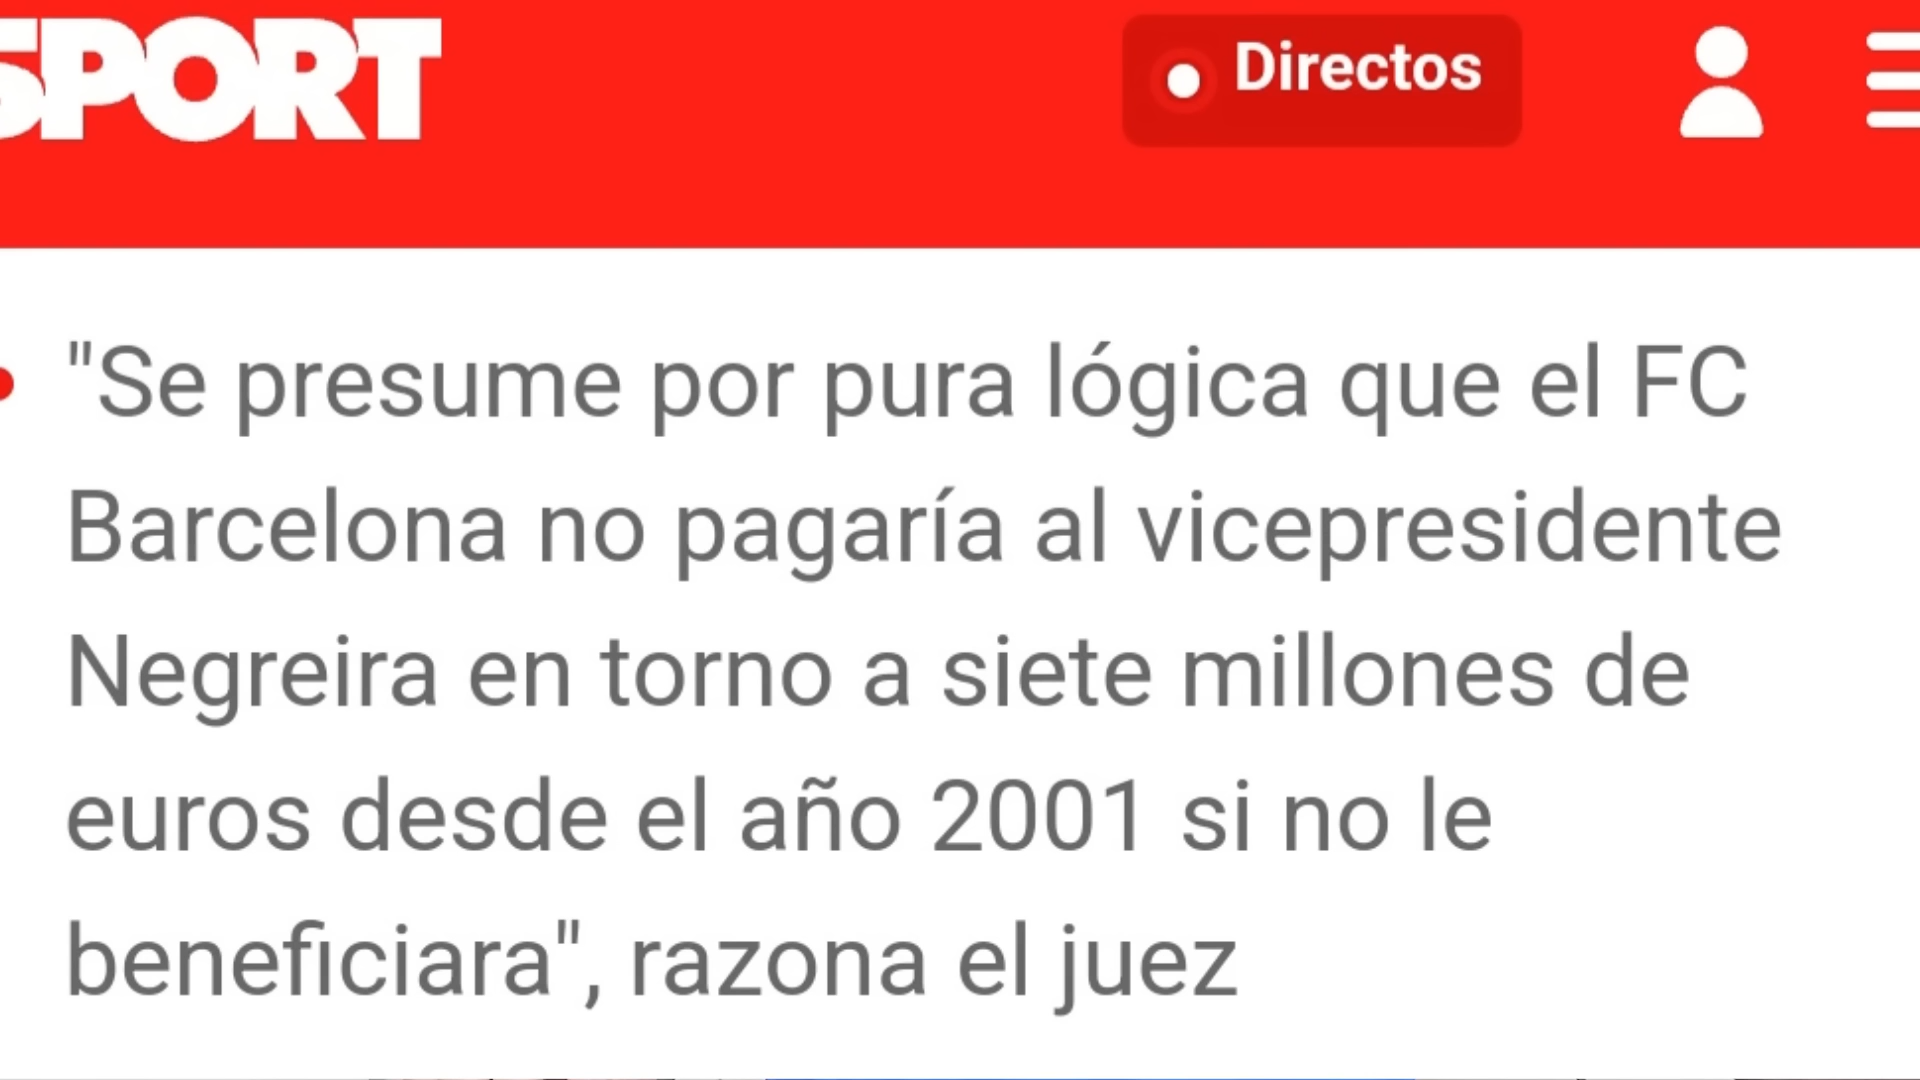 SPORT
Directos
"Se presume por pura lógica que el FC
Barcelona no pagaría al vicepresidente
Negreira en torno a siete millones de
euros desde el año 2001 si no le
beneficiara", razona el juez